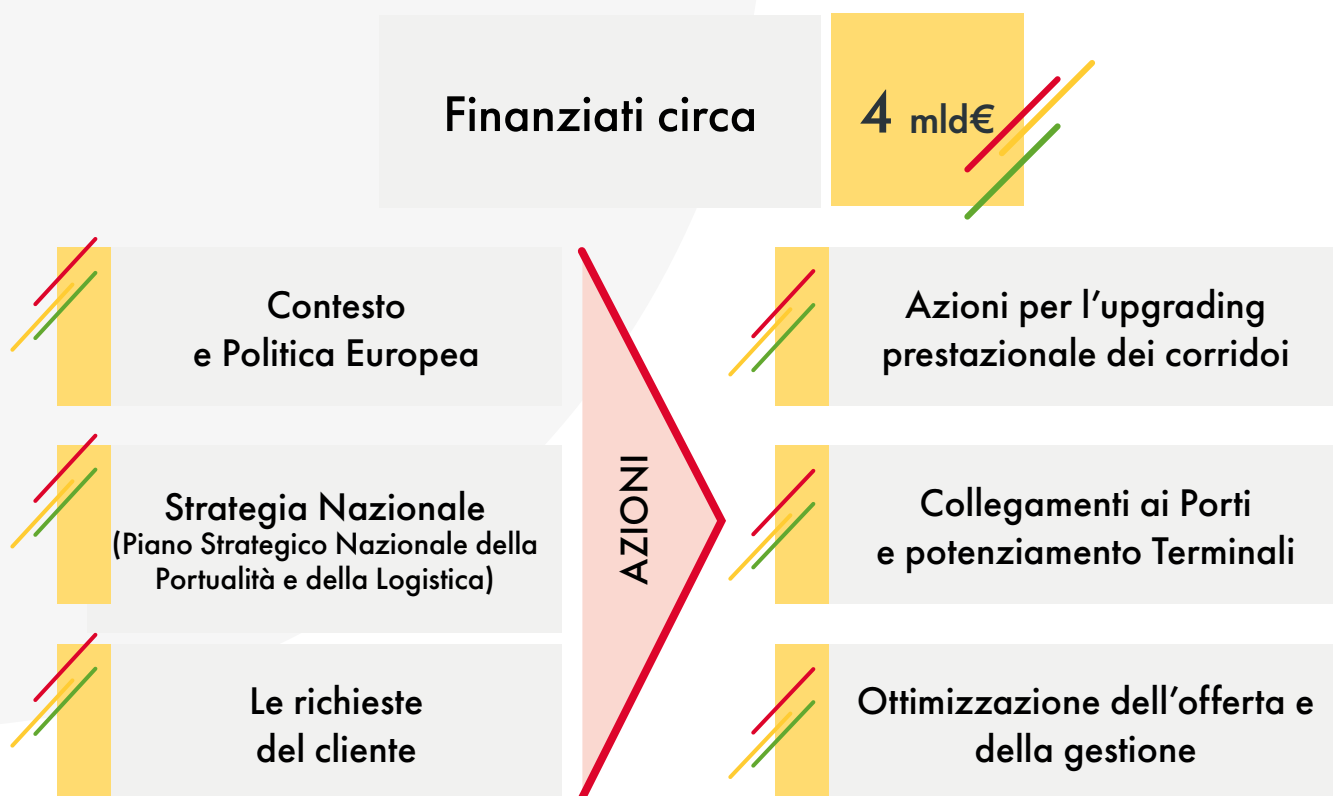 Finanziati circa
4 mld€
Contesto
e Politica Europea
Strategia Nazionale
(Piano Strategico Nazionale della
Portualità e della Logistica)
Le richieste
del cliente
AZIONI
Azioni per l’upgrading
prestazionale dei corridoi
Collegamenti ai Porti
e potenziamento Terminali
Ottimizzazione dell’offerta e
della gestione